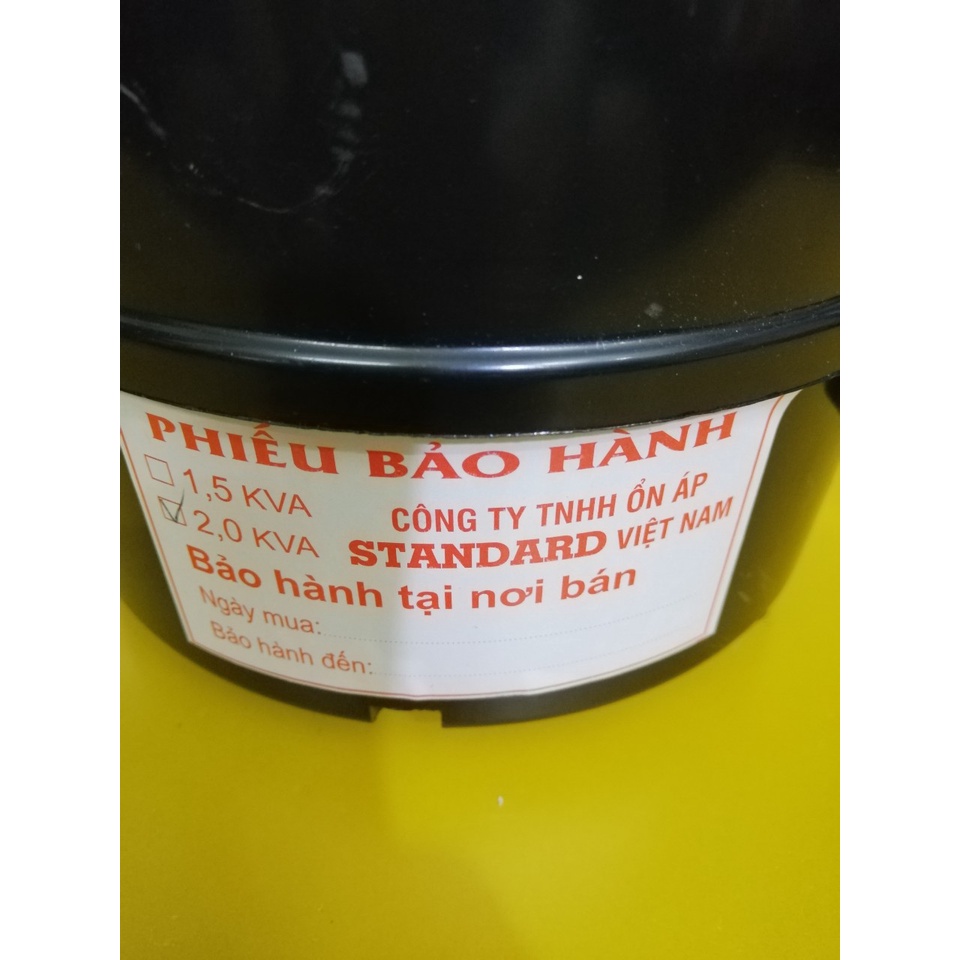 PHIẾU BẢO HÀNH
1,5 KVA
2,0 KVA
CÔNG TY TNHH ỔN ÁP
STANDARD VIỆT NAM
Bảo hành tại nơi bán
Ngày mua:
Bảo hành đến: